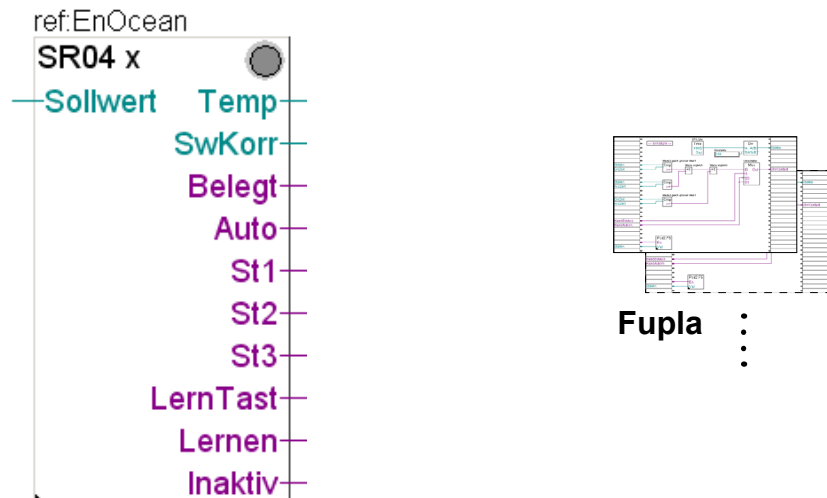 ref:EnOcean
SR04 x
Sollwert Temp
SwKorr
Belegt
Auto
St1
St2
St3
LernTast
Lernen
Inaktiv
Fupla